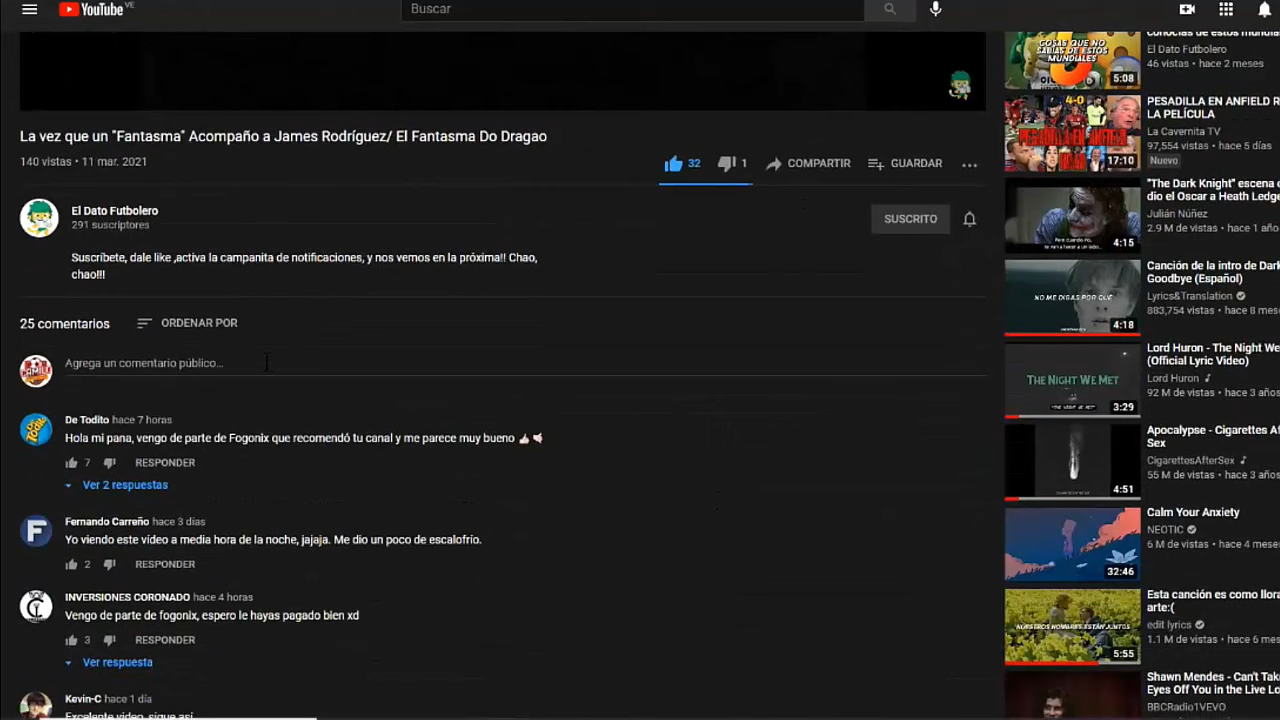 YouTube VE
Buscar
La vez que un "Fantasma" Acompaño a James Rodríguez/ El Fantasma Do Dragao
140 vistas • 11 mar. 2021
32
1
COMPARTIR
GUARDAR
El Dato Futbolero
291 suscriptores
SUSCRITO
Suscríbete, dale like ,activa la campanita de notificaciones, y nos vemos en la próxima!! Chao,
chao!!!
25 comentarios
ORDENAR POR
Agrega un comentario público...
De Todito hace 7 horas
Hola mi pana, vengo de parte de Fogonix que recomendó tu canal y me parece muy bueno
7 RESPONDER
Ver 2 respuestas
Fernando Carreño hace 3 días
Yo viendo este vídeo a media hora de la noche, jajaja. Me dio un poco de escalofrío.
2 RESPONDER
INVERSIONES CORONADO hace 4 horas
Vengo de parte de fogonix, espero le hayas pagado bien xd
3 RESPONDER
Ver respuesta
Kevin-C hace 1 día
Excelente video, sigue asi
COSAS QUE NO
SABIAS DE ESTOS
MUNDIALES
5:08
conocías de estos mundia
El Dato Futbolero
46 vistas • hace 2 meses
4-0
PESADILLA EN ANFIELD
17:10
PESADILLA EN ANFIELD R
LA PELÍCULA
La Cavernita TV
97,554 vistas • hace 5 días
Nuevo
4:15
"The Dark Knight" escena
dio el Oscar a Heath Ledge
Julián Núñez
2.9 M de vistas • hace 1 año
NO ME DIGAS POR QUÉ
4:18
Canción de la intro de Dark
Goodbye (Español)
Lyrics&Translation
883,754 vistas • hace 8 mes
THE NIGHT WE MET
3:29
Lord Huron - The Night We
(Official Lyric Video)
Lord Huron
92 M de vistas • hace 3 años
4:51
Apocalypse - Cigarettes Af
Sex
CigarettesAfterSex
55 M de vistas • hace 3 años
32:46
Calm Your Anxiety
NEOTIC
6 M de vistas • hace 4 mese
NUESTROS NOMBRES ESTÁN JUNTOS
5:55
Esta canción es como llora
arte:(
edit lyrics
1.1 M de vistas • hace 6 mes
Shawn Mendes - Can't Take
Eyes Off You in the Live Lo
BBCRadio1VEVO